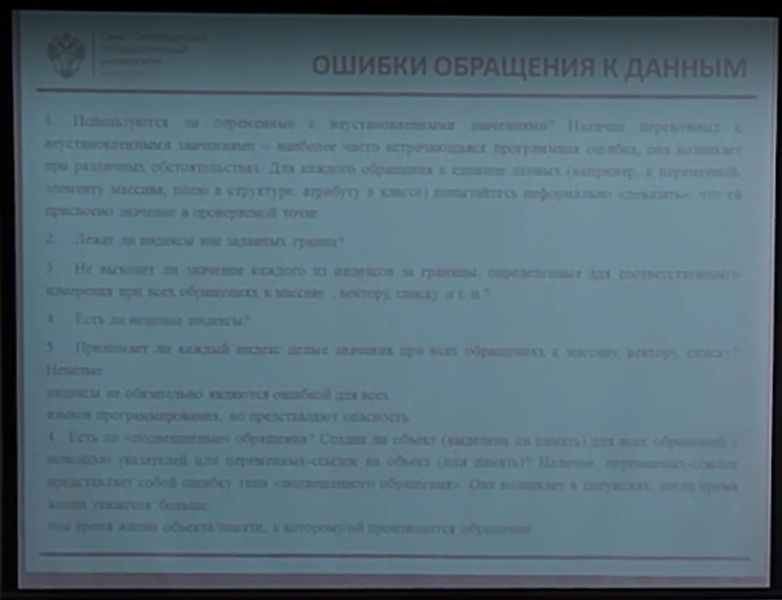 Санкт-Петербургский
государственный
университет
ОШИБКИ ОБРАЩЕНИЯ К ДАННЫМ
1. Используются ли переменные с неустановленными значениями? Наличие переменных с
неустановленными значениями – наиболее часто встречающаяся программная ошибка, она возникает
при различных обстоятельствах. Для каждого обращения к единице данных (например, к переменной,
элементу массива, полю в структуре, атрибуту в классе) попытайтесь неформально «доказать», что ей
присвоено значение в проверяемой точке.
2. Лежат ли индексы вне заданных границ?
3. Не выходит ли значение каждого из индексов за границы, определенные для соответствующего
измерения при всех обращениях к массиву , вектору, списку и т. п.?
4. Есть ли нецелые индексы?
5. Принимает ли каждый индекс целые значения при всех обращениях к массиву, вектору, списку?
Нецелые
индексы не обязательно являются ошибкой для всех
языков программирования, но представляют опасность.
4. Есть ли «подвешенные» обращения? Создан ли объект (выделена ли память) для всех обращений с
помощью указателей или переменных-ссылок на объект (или память)? Наличие, переменных-ссылок
представляет собой ошибку типа «подвешенного обращения». Она возникает в ситуациях, когда время
жизни указателя больше,
чем время жизни объекта/памяти, к которому/ой производится обращение.